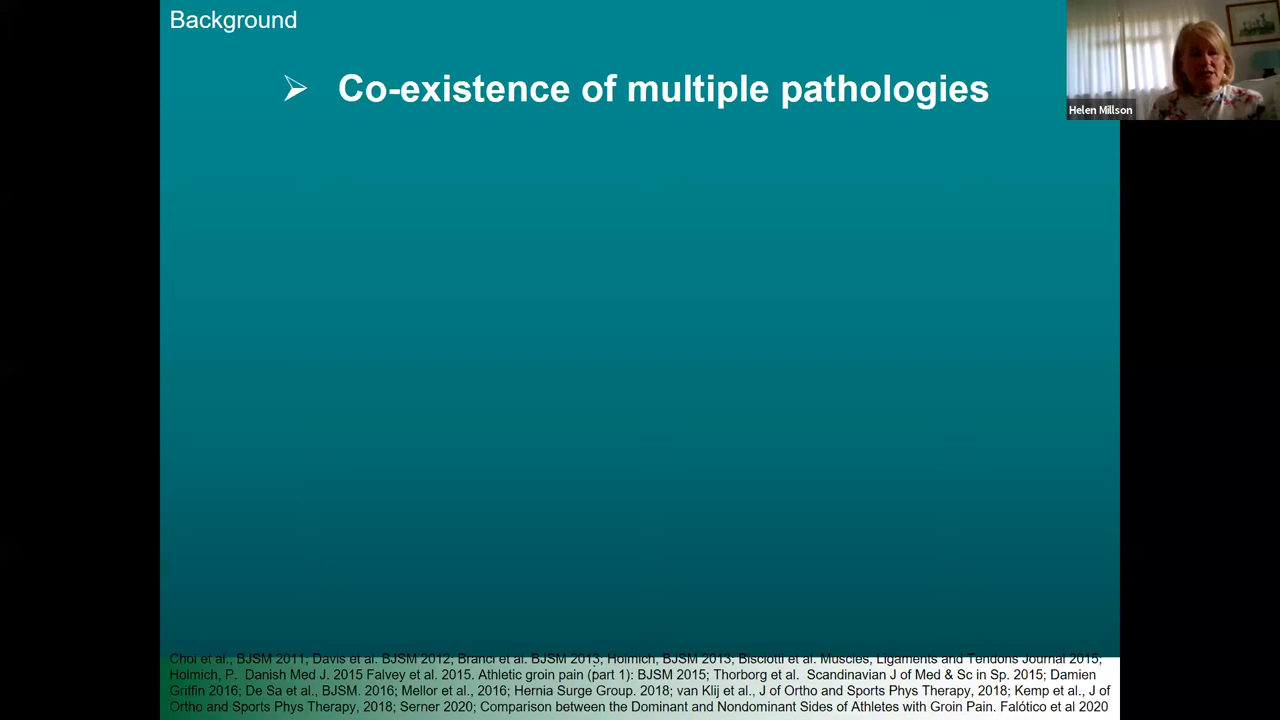 Background
➢ Co-existence of multiple pathologies
Helen Millson
Choi et al., BJSM 2011; Davis et al. BJSM 2012; Branci et al. BJSM 2013; Holmich, BJSM 2013; Bisciotti et al. Muscles, Ligaments and Tendons Journal 2015;
Holmich, P. Danish Med J. 2015 Falvey et al. 2015. Athletic groin pain (part 1): BJSM 2015; Thorborg et al. Scandinavian J of Med & Sc in Sp. 2015; Damien
Griffin 2016; De Sa et al., BJSM. 2016; Mellor et al., 2016; Hernia Surge Group. 2018; van Klij et al., J of Ortho and Sports Phys Therapy, 2018; Kemp et al., J of
Ortho and Sports Phys Therapy, 2018; Serner 2020; Comparison between the Dominant and Nondominant Sides of Athletes with Groin Pain. Falótico et al 2020